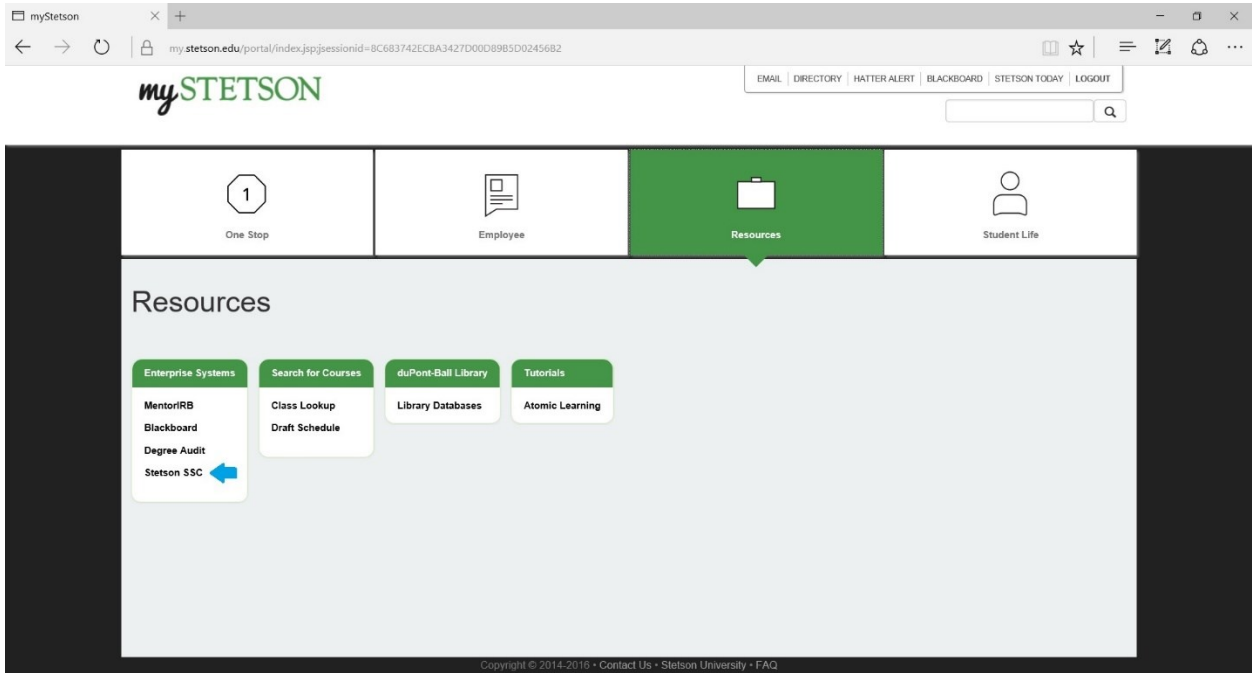 myStetson
my.stetson.edu/portal/index.jsp;jsessionid=8C683742ECBA3427D00D89B5D02456B2
mySTETSON
EMAIL DIRECTORY HATTER ALERT BLACKBOARD STETSON TODAY LOGOUT
1
One Stop
Employee
Resources
Student Life
Resources
Enterprise Systems
MentorIRB
Blackboard
Degree Audit
Stetson SSC
Search for Courses
Class Lookup
Draft Schedule
duPont-Ball Library
Library Databases
Tutorials
Atomic Learning
Copyright © 2014-2016 • Contact Us • Stetson University • FAQ